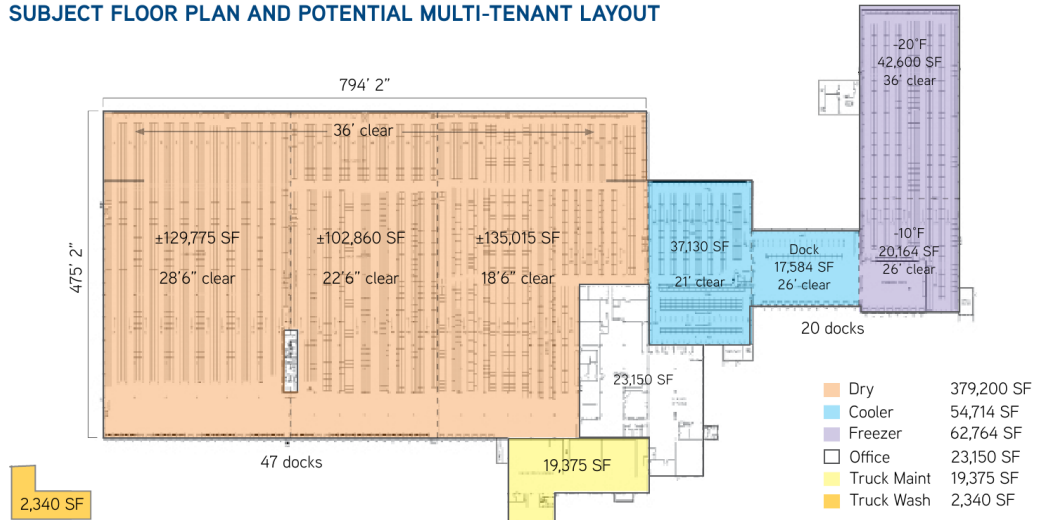 SUBJECT FLOOR PLAN AND POTENTIAL MULTI-TENANT LAYOUT
794' 2"
475' 2"
36' clear
±129,775 SF
28'6" clear
±102,860 SF
22'6" clear
±135,015 SF
18'6" clear
37,130 SF
21' clear
Dock
17,584 SF
26' clear
-20°F
42,600 SF
36' clear
-10°F
20,164 SF
26' clear
20 docks
23,150 SF
47 docks
19,375 SF
2,340 SF
Dry 379,200 SF
Cooler 54,714 SF
Freezer 62,764 SF
Office 23,150 SF
Truck Maint 19,375 SF
Truck Wash 2,340 SF